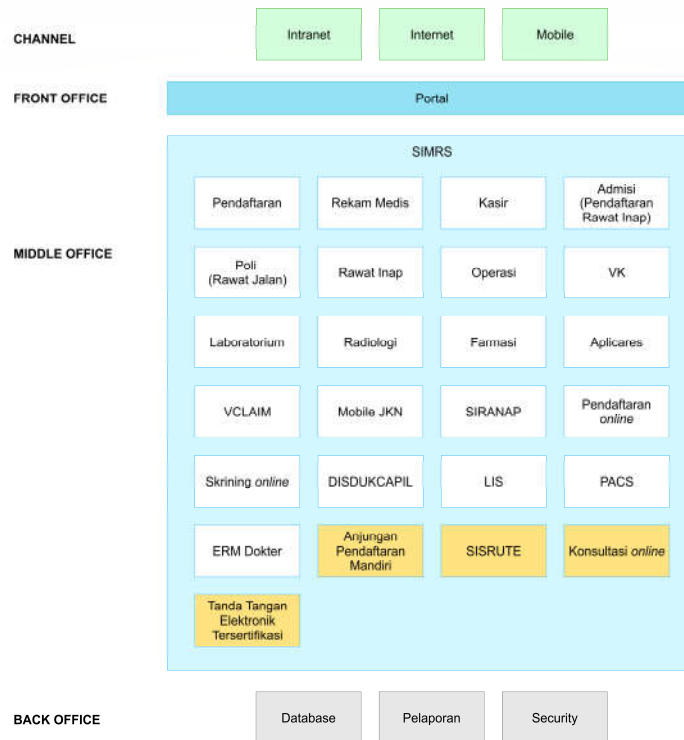 CHANNEL
Intranet
Internet
Mobile
FRONT OFFICE
Portal
SIMRS
MIDDLE OFFICE
Pendaftaran
Rekam Medis
Kasir
Admisi
(Pendaftaran
Rawat Inap)
Poli
(Rawat Jalan)
Rawat Inap
Operasi
VK
Laboratorium
Radiologi
Farmasi
Aplicares
VCLAIM
Mobile JKN
SIRANAP
Pendaftaran
online
Skrining online
DISDUKCAPIL
LIS
PACS
ERM Dokter
Anjungan
Pendaftaran
Mandiri
SISRUTE
Konsultasi online
Tanda Tangan
Elektronik
Tersertifikasi
BACK OFFICE
Database
Pelaporan
Security